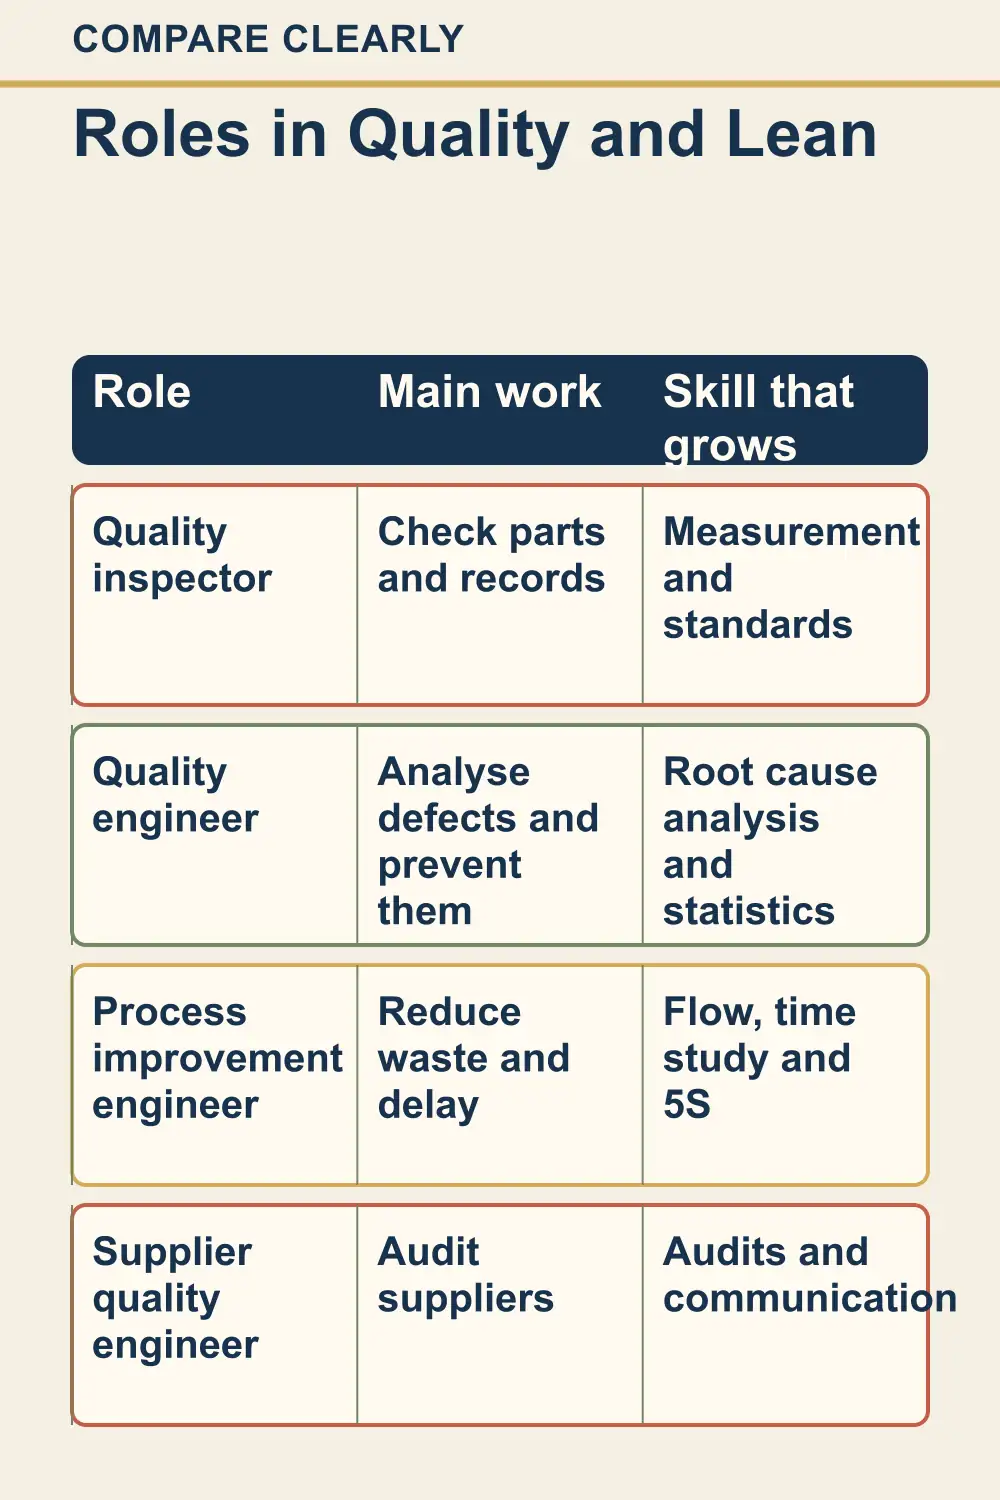 COMPARE CLEARLY
Roles in Quality and Lean
Role
Main work
Skill that
grows
Quality
inspector
Check parts
and records
Measurement
and
standards
Quality
engineer
Analyse
defects and
prevent
them
Root cause
analysis
and
statistics
Process
improvement
engineer
Reduce
waste and
delay
Flow, time
study and
5S
Supplier
quality
engineer
Audit
suppliers
Audits and
communication